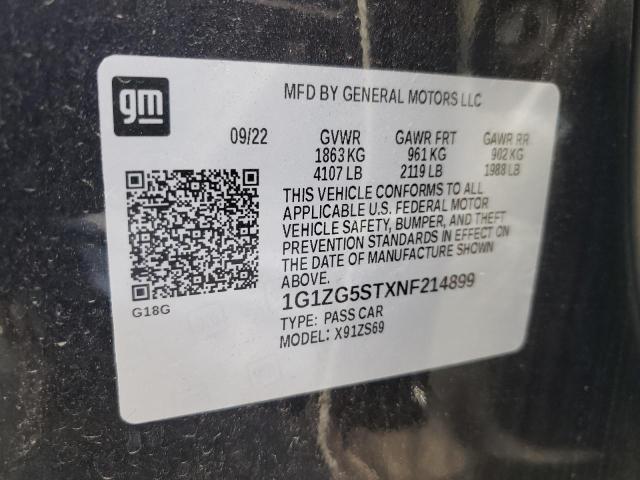 gm
MFD BY GENERAL MOTORS LLC
09/22 GVWR GAWR FRT GAWR RR
1863 KG 961 KG 902 KG
4107 LB 2119 LB 1988 LB
THIS VEHICLE CONFORMS TO ALL
APPLICABLE U.S. FEDERAL MOTOR
VEHICLE SAFETY, BUMPER, AND THEFT
PREVENTION STANDARDS IN EFFECT ON
THE DATE OF MANUFACTURE SHOWN
ABOVE.
1G1ZG5STXNF214899
G18G
TYPE: PASS CAR
MODEL: X91ZS69